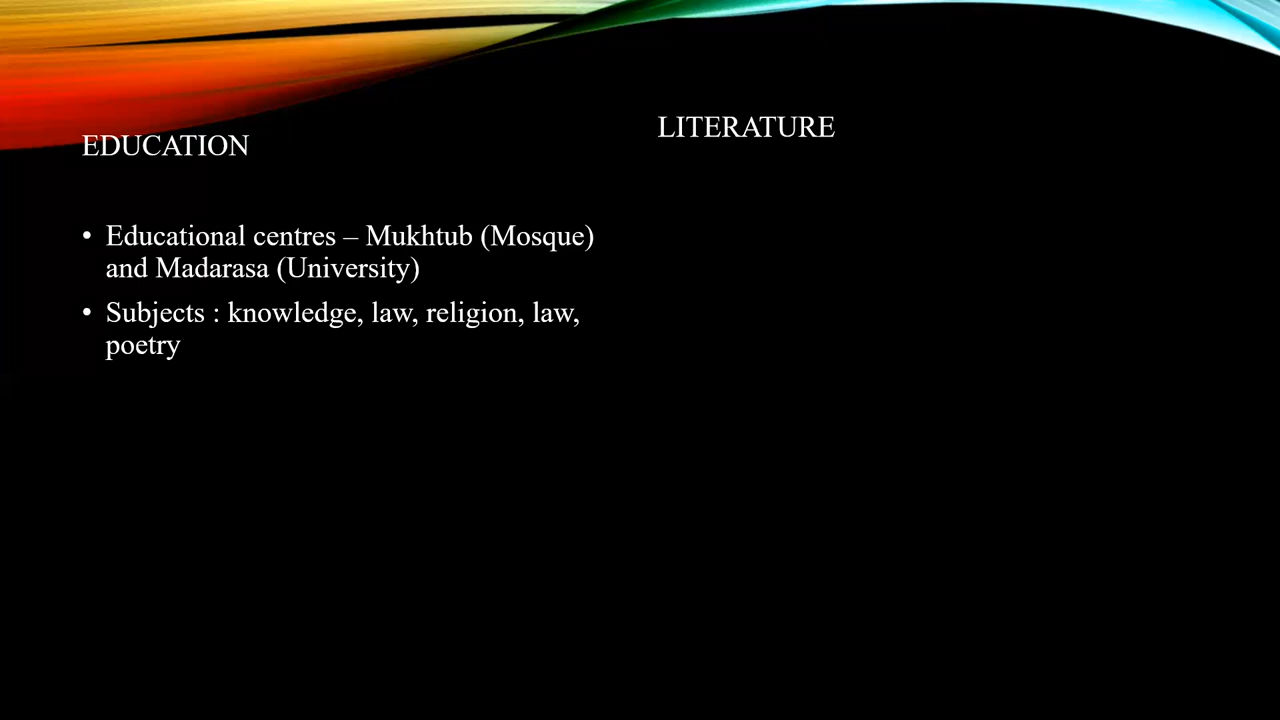 EDUCATION
• Educational centres – Mukhtub (Mosque)
and Madarasa (University)
• Subjects : knowledge, law, religion, law,
poetry
LITERATURE